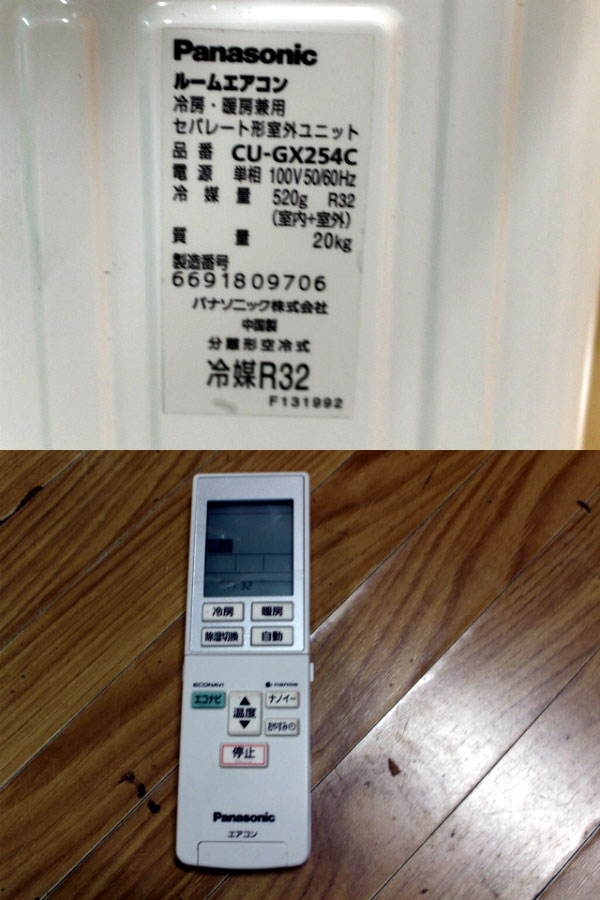 Panasonic
ルームエアコン
冷房・暖房兼用
セパレート形室外ユニット
品番 CU-GX254C
電源 単相 100V 50/60Hz
冷媒量 520g R32
(室内+室外)
質量 20kg
製造番号
6691809706
パナソニック株式会社
中国製
分離形空冷式
冷媒R32
F131992
冷房 暖房
除湿切換 自動
ECONAVI nanoe
エコナビ 温度 ナノイー
おやすみ
停止
Panasonic
エアコン